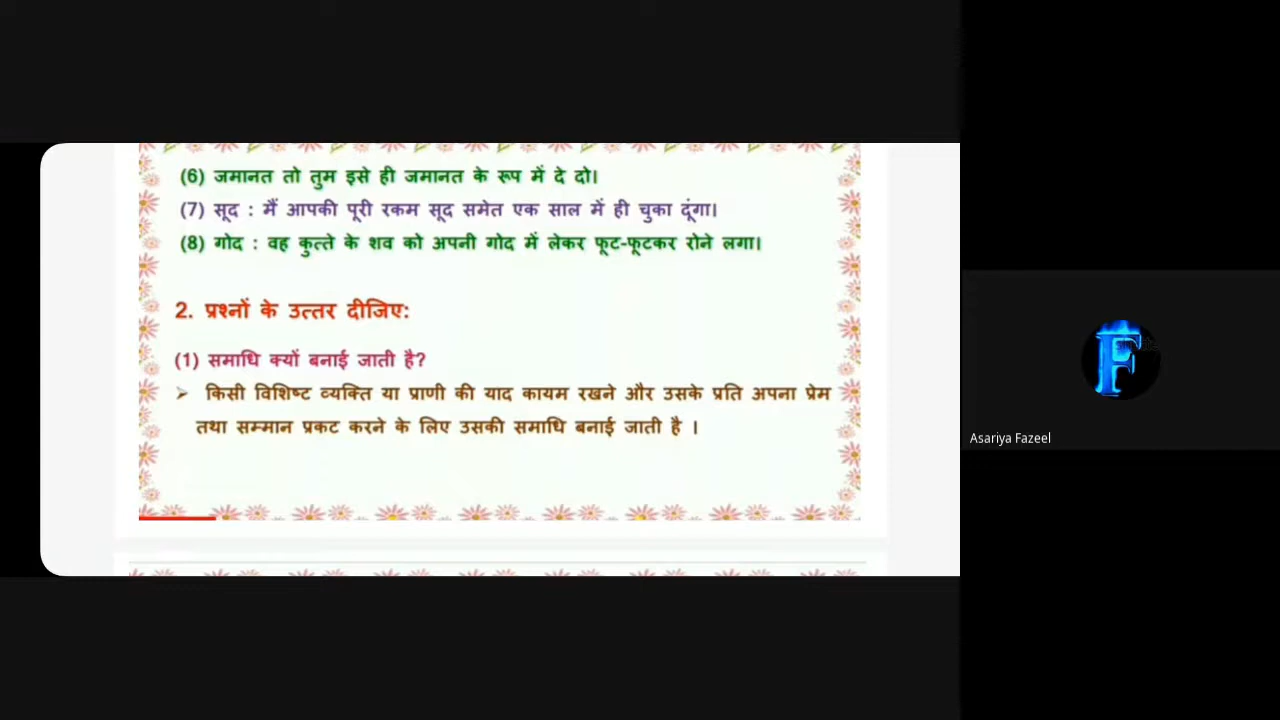 (6) जमानत तो तुम इसे ही जमानत के रूप में दे दो।
(7) सूद : मैं आपकी पूरी रकम सूद समेत एक साल में ही चुका दूंगा।
(8) गोद : वह कुत्ते के शव को अपनी गोद में लेकर फूट-फूटकर रोने लगा।
2. प्रश्नों के उत्तर दीजिए:
(1) समाधि क्यों बनाई जाती है?
➢ किसी विशिष्ट व्यक्ति या प्राणी की याद कायम रखने और उसके प्रति अपना प्रेम
तथा सम्मान प्रकट करने के लिए उसकी समाधि बनाई जाती है ।
F
Asariya Fazeel